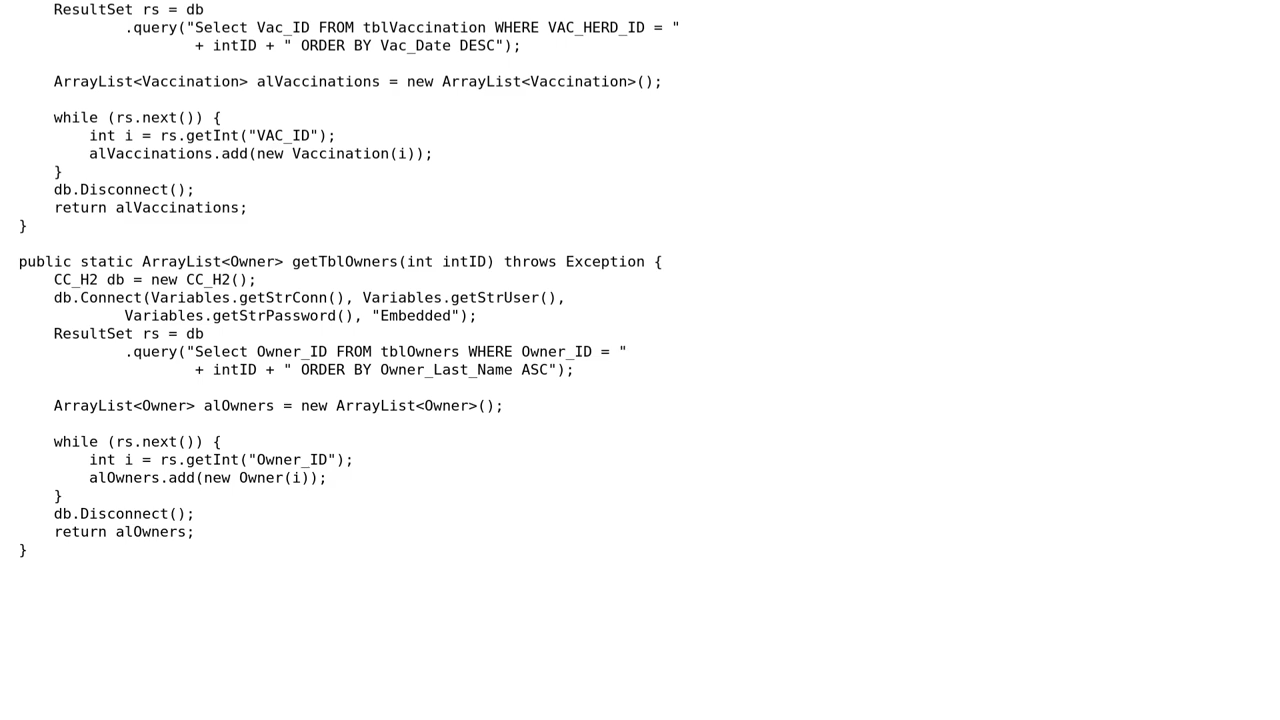 ResultSet rs = db
            .query("Select Vac_ID FROM tblVaccination WHERE VAC_HERD_ID = "
                    + intID + " ORDER BY Vac_Date DESC");

    ArrayList<Vaccination> alVaccinations = new ArrayList<Vaccination>();

    while (rs.next()) {
        int i = rs.getInt("VAC_ID");
        alVaccinations.add(new Vaccination(i));
    }
    db.Disconnect();
    return alVaccinations;
}

public static ArrayList<Owner> getTblOwners(int intID) throws Exception {
    CC_H2 db = new CC_H2();
    db.Connect(Variables.getStrConn(), Variables.getStrUser(),
            Variables.getStrPassword(), "Embedded");
    ResultSet rs = db
            .query("Select Owner_ID FROM tblOwners WHERE Owner_ID = "
                    + intID + " ORDER BY Owner_Last_Name ASC");

    ArrayList<Owner> alOwners = new ArrayList<Owner>();

    while (rs.next()) {
        int i = rs.getInt("Owner_ID");
        alOwners.add(new Owner(i));
    }
    db.Disconnect();
    return alOwners;
}